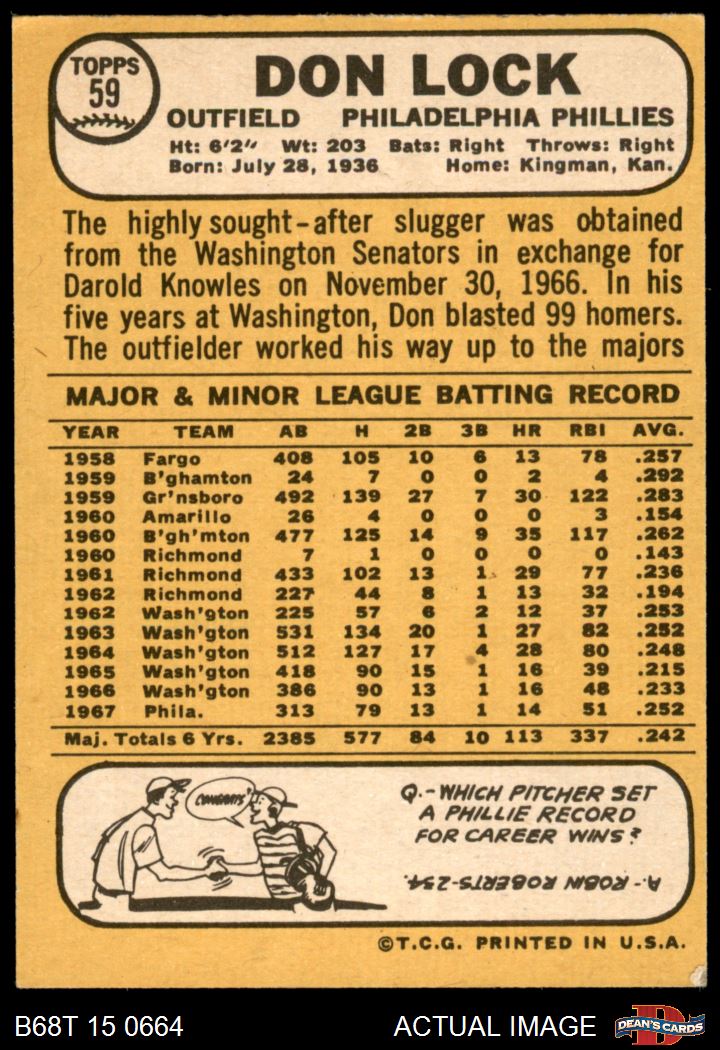 TOPPS
59
DON LOCK
OUTFIELD PHILADELPHIA PHILLIES
Ht: 6'2" Wt: 203 Bats: Right Throws: Right
Born: July 28, 1936 Home: Kingman, Kan.
The highly sought-after slugger was obtained
from the Washington Senators in exchange for
Darold Knowles on November 30, 1966. In his
five years at Washington, Don blasted 99 homers.
The outfielder worked his way up to the majors
MAJOR & MINOR LEAGUE BATTING RECORD
YEAR TEAM AB H 2B 3B HR RBI AVG.
1958 Fargo 408 105 10 6 13 78 .257
1959 B'ghamton 24 7 0 0 2 4 .292
1959 Gr'nsboro 492 139 27 7 30 122 .283
1960 Amarillo 26 4 0 0 0 3 .154
1960 B'gh'mton 477 125 14 9 35 117 .262
1960 Richmond 7 1 0 0 0 0 .143
1961 Richmond 433 102 13 1 29 77 .236
1962 Richmond 227 44 8 1 13 32 .194
1962 Wash'gton 225 57 6 2 12 37 .253
1963 Wash'gton 531 134 20 1 27 82 .252
1964 Wash'gton 512 127 17 4 28 80 .248
1965 Wash'gton 418 90 15 1 16 39 .215
1966 Wash'gton 386 90 13 1 16 48 .233
1967 Phila. 313 79 13 1 14 51 .252
Maj. Totals 6 Yrs. 2385 577 84 10 113 337 .242
CONGRATS!
Q.-WHICH PITCHER SET
A PHILLIE RECORD
FOR CAREER WINS?
A.-ROBIN ROBERTS-234.
©T.C.G. PRINTED IN U.S.A.
B68T 15 0664 ACTUAL IMAGE
D
DEAN'S CARDS